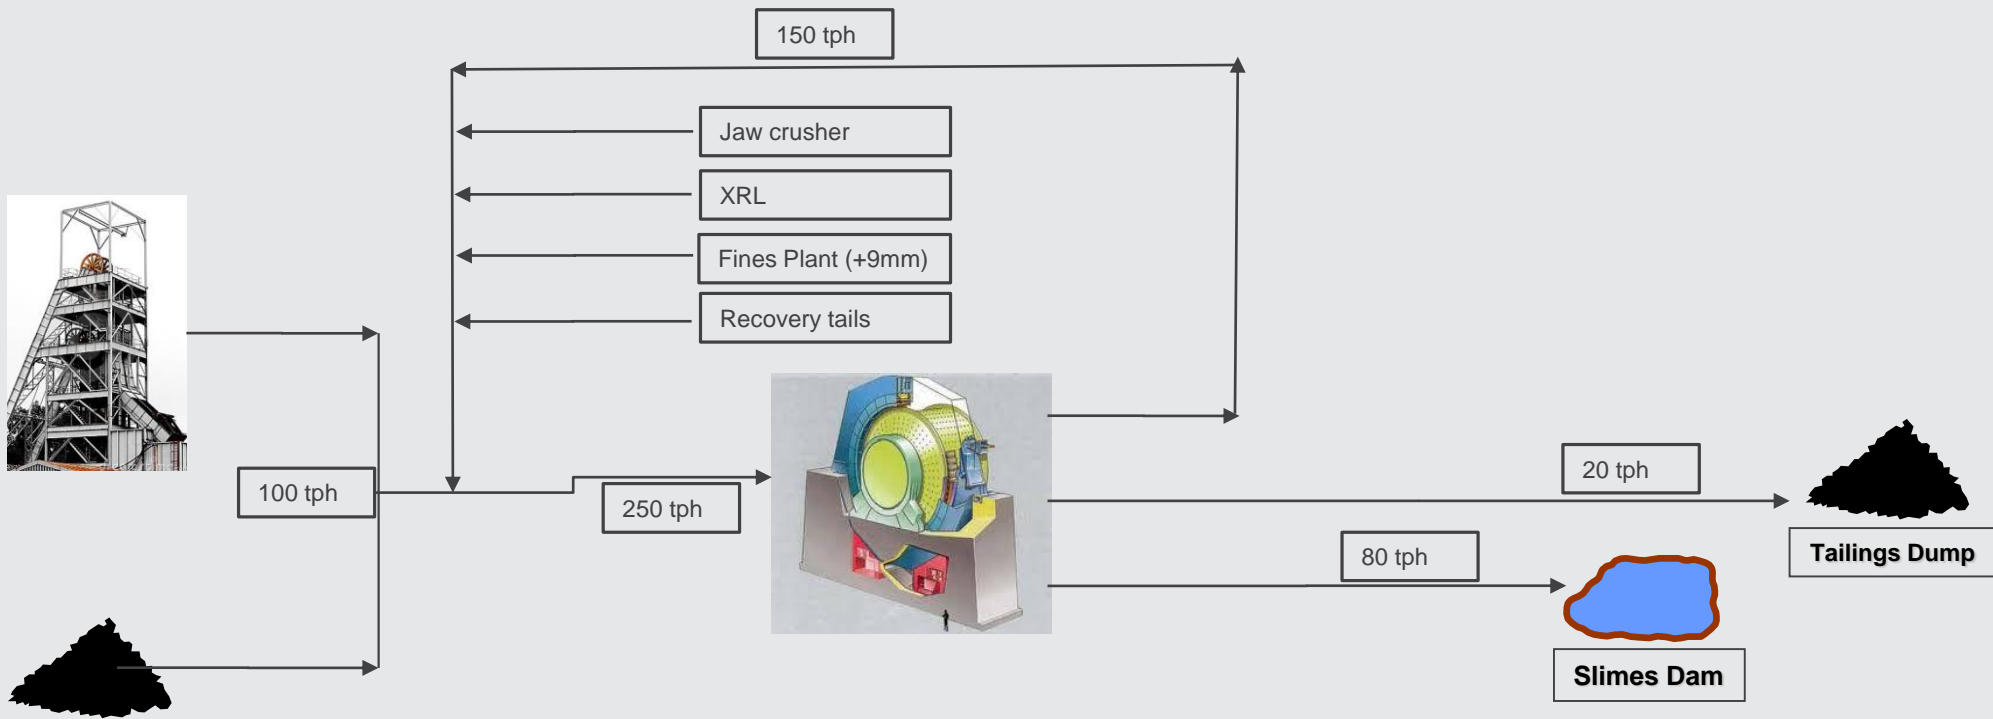 150 tph
Jaw crusher
XRL
Fines Plant (+9mm)
Recovery tails
100 tph
250 tph
20 tph
Tailings Dump
80 tph
Slimes Dam